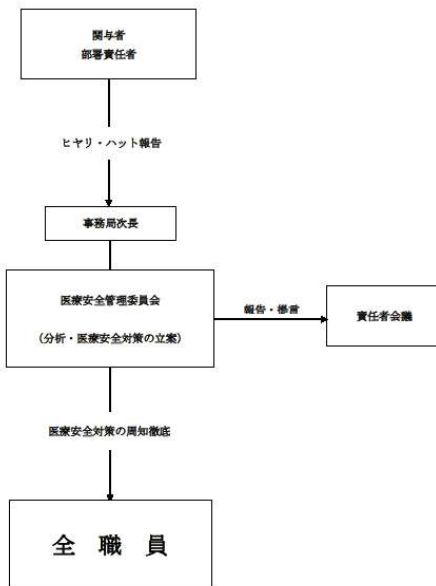 関与者
部署責任者
ヒヤリ・ハット報告
事務局次長
医療安全管理委員会
(分析・医療安全対策の立案)
報告・提言
責任者会議
医療安全対策の周知徹底
全 職 員